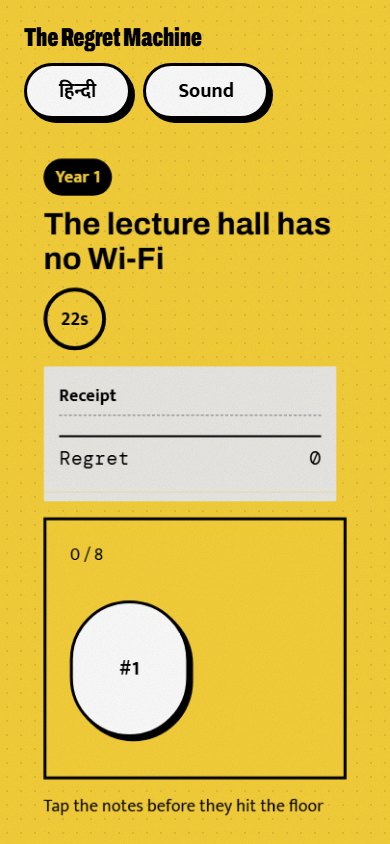 The Regret Machine
हिन्दी
Sound
Year 1
The lecture hall has
no Wi-Fi
22s
Receipt
Regret 0
0 / 8
#1
Tap the notes before they hit the floor